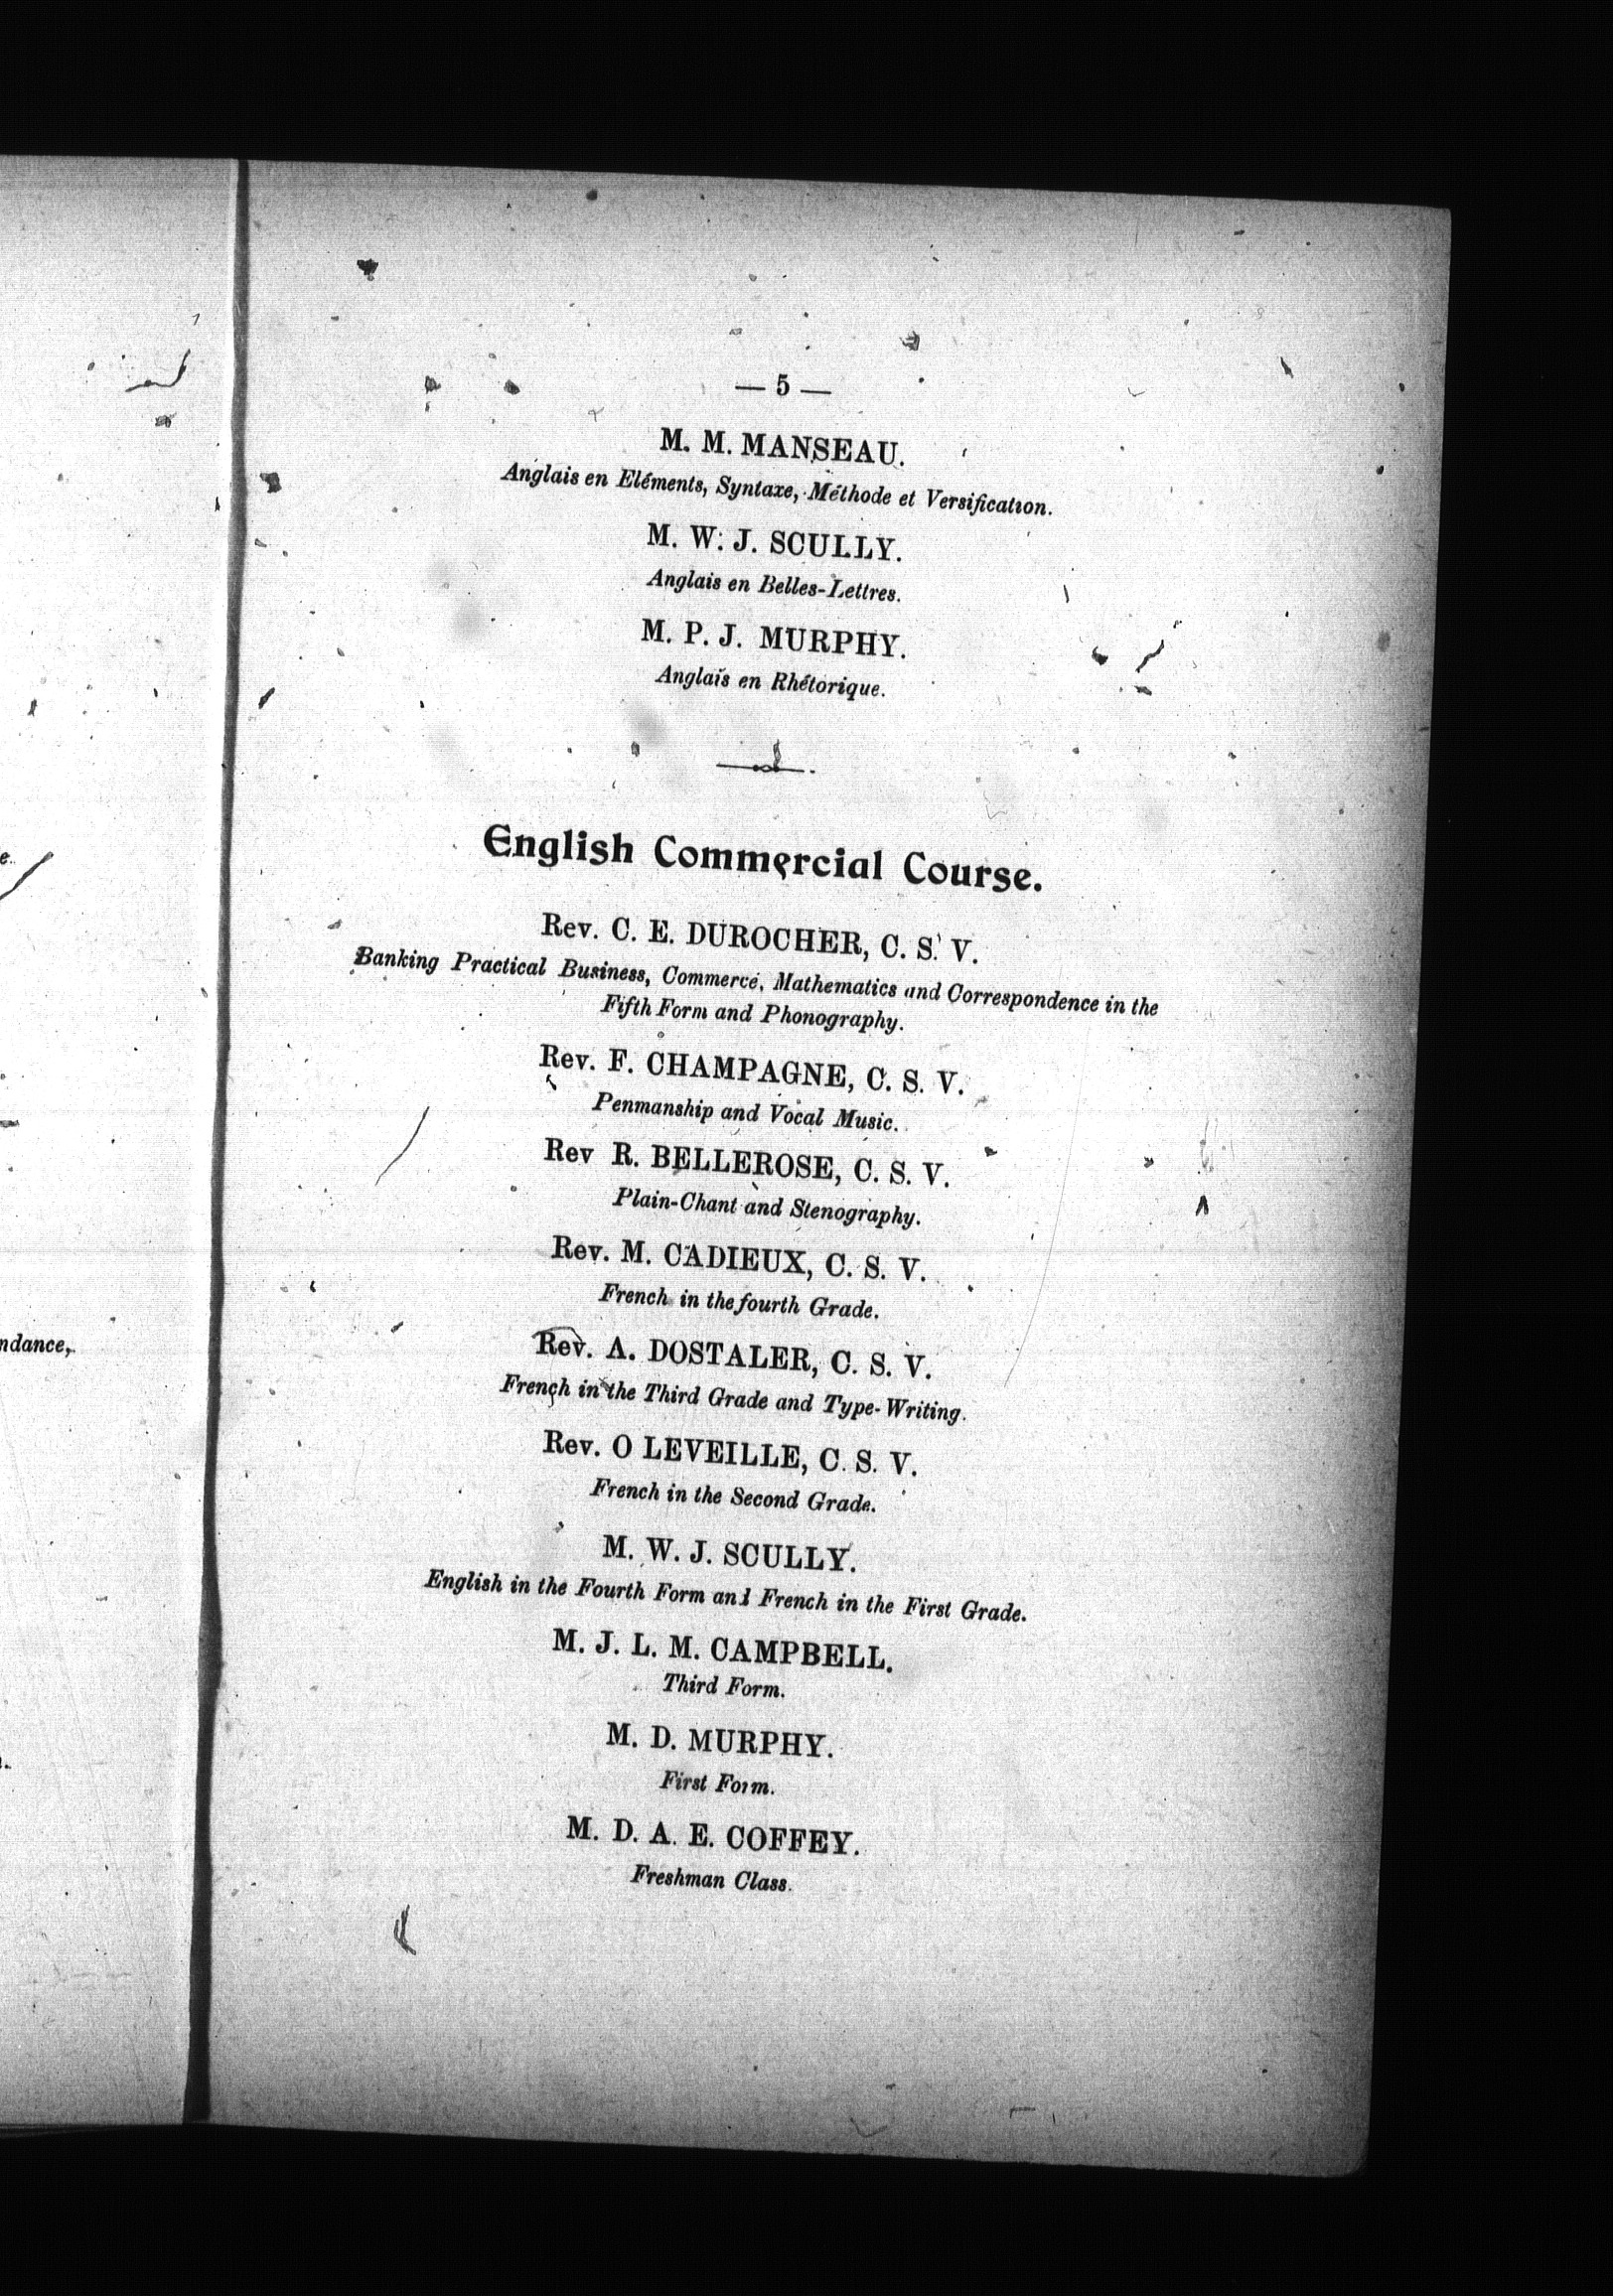 — 5 —
M. M. MANSEAU.
Anglais en Eléments, Syntaxe, Méthode et Versification.
M. W. J. SCULLY.
Anglais en Belles-Lettres.
M. P. J. MURPHY.
Anglais en Rhétorique.
English Commercial Course.
Rev. C. E. DUROCHER, C. S. V.
Banking Practical Business, Commerce, Mathematics and Correspondence in the
Fifth Form and Phonography.
Rev. F. CHAMPAGNE, C. S. V.
Penmanship and Vocal Music.
Rev R. BELLEROSE, C. S. V.
Plain-Chant and Stenography.
Rev. M. CADIEUX, C. S. V.
French in the fourth Grade.
Rev. A. DOSTALER, C. S. V.
French in the Third Grade and Type-Writing.
Rev. O LEVEILLE, C. S. V.
French in the Second Grade.
M. W. J. SCULLY.
English in the Fourth Form and French in the First Grade.
M. J. L. M. CAMPBELL.
Third Form.
M. D. MURPHY.
First Form.
M. D. A. E. COFFEY.
Freshman Class.